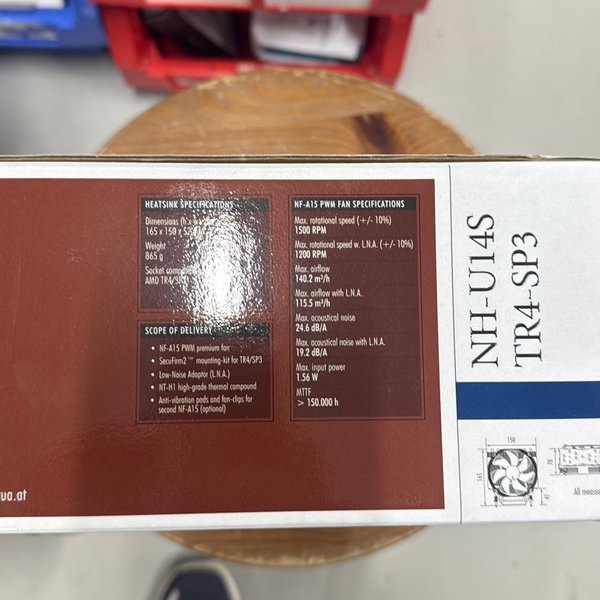 HEATSINK SPECIFICATIONS
Dimensions (h x
165 x 150 x
Weight
865 g
Socket
AMD TR4/SP3
SCOPE OF DELIVERY
• NF-A15 PWM premium fan
• SecuFirm2™ mounting-kit for TR4/SP3
• Low-Noise Adaptor (L.N.A.)
• NT-H1 high-grade thermal compound
• Anti-vibration pads and fan-clips for
second NF-A15 (optional)
NF-A15 PWM FAN SPECIFICATIONS
Max. rotational speed (+/- 10%)
1500 RPM
Max. rotational speed w. L.N.A. (+/- 10%)
1200 RPM
Max. airflow
140.2 m³/h
Max. airflow with L.N.A.
115.5 m³/h
Max. acoustical noise
24.6 dB/A
Max. acoustical noise with L.N.A.
19.2 dB/A
Max. input power
1.56 W
MTTF
> 150.000 h
NH-U14S
TR4-SP3
150
165
41
78
All
ua.at